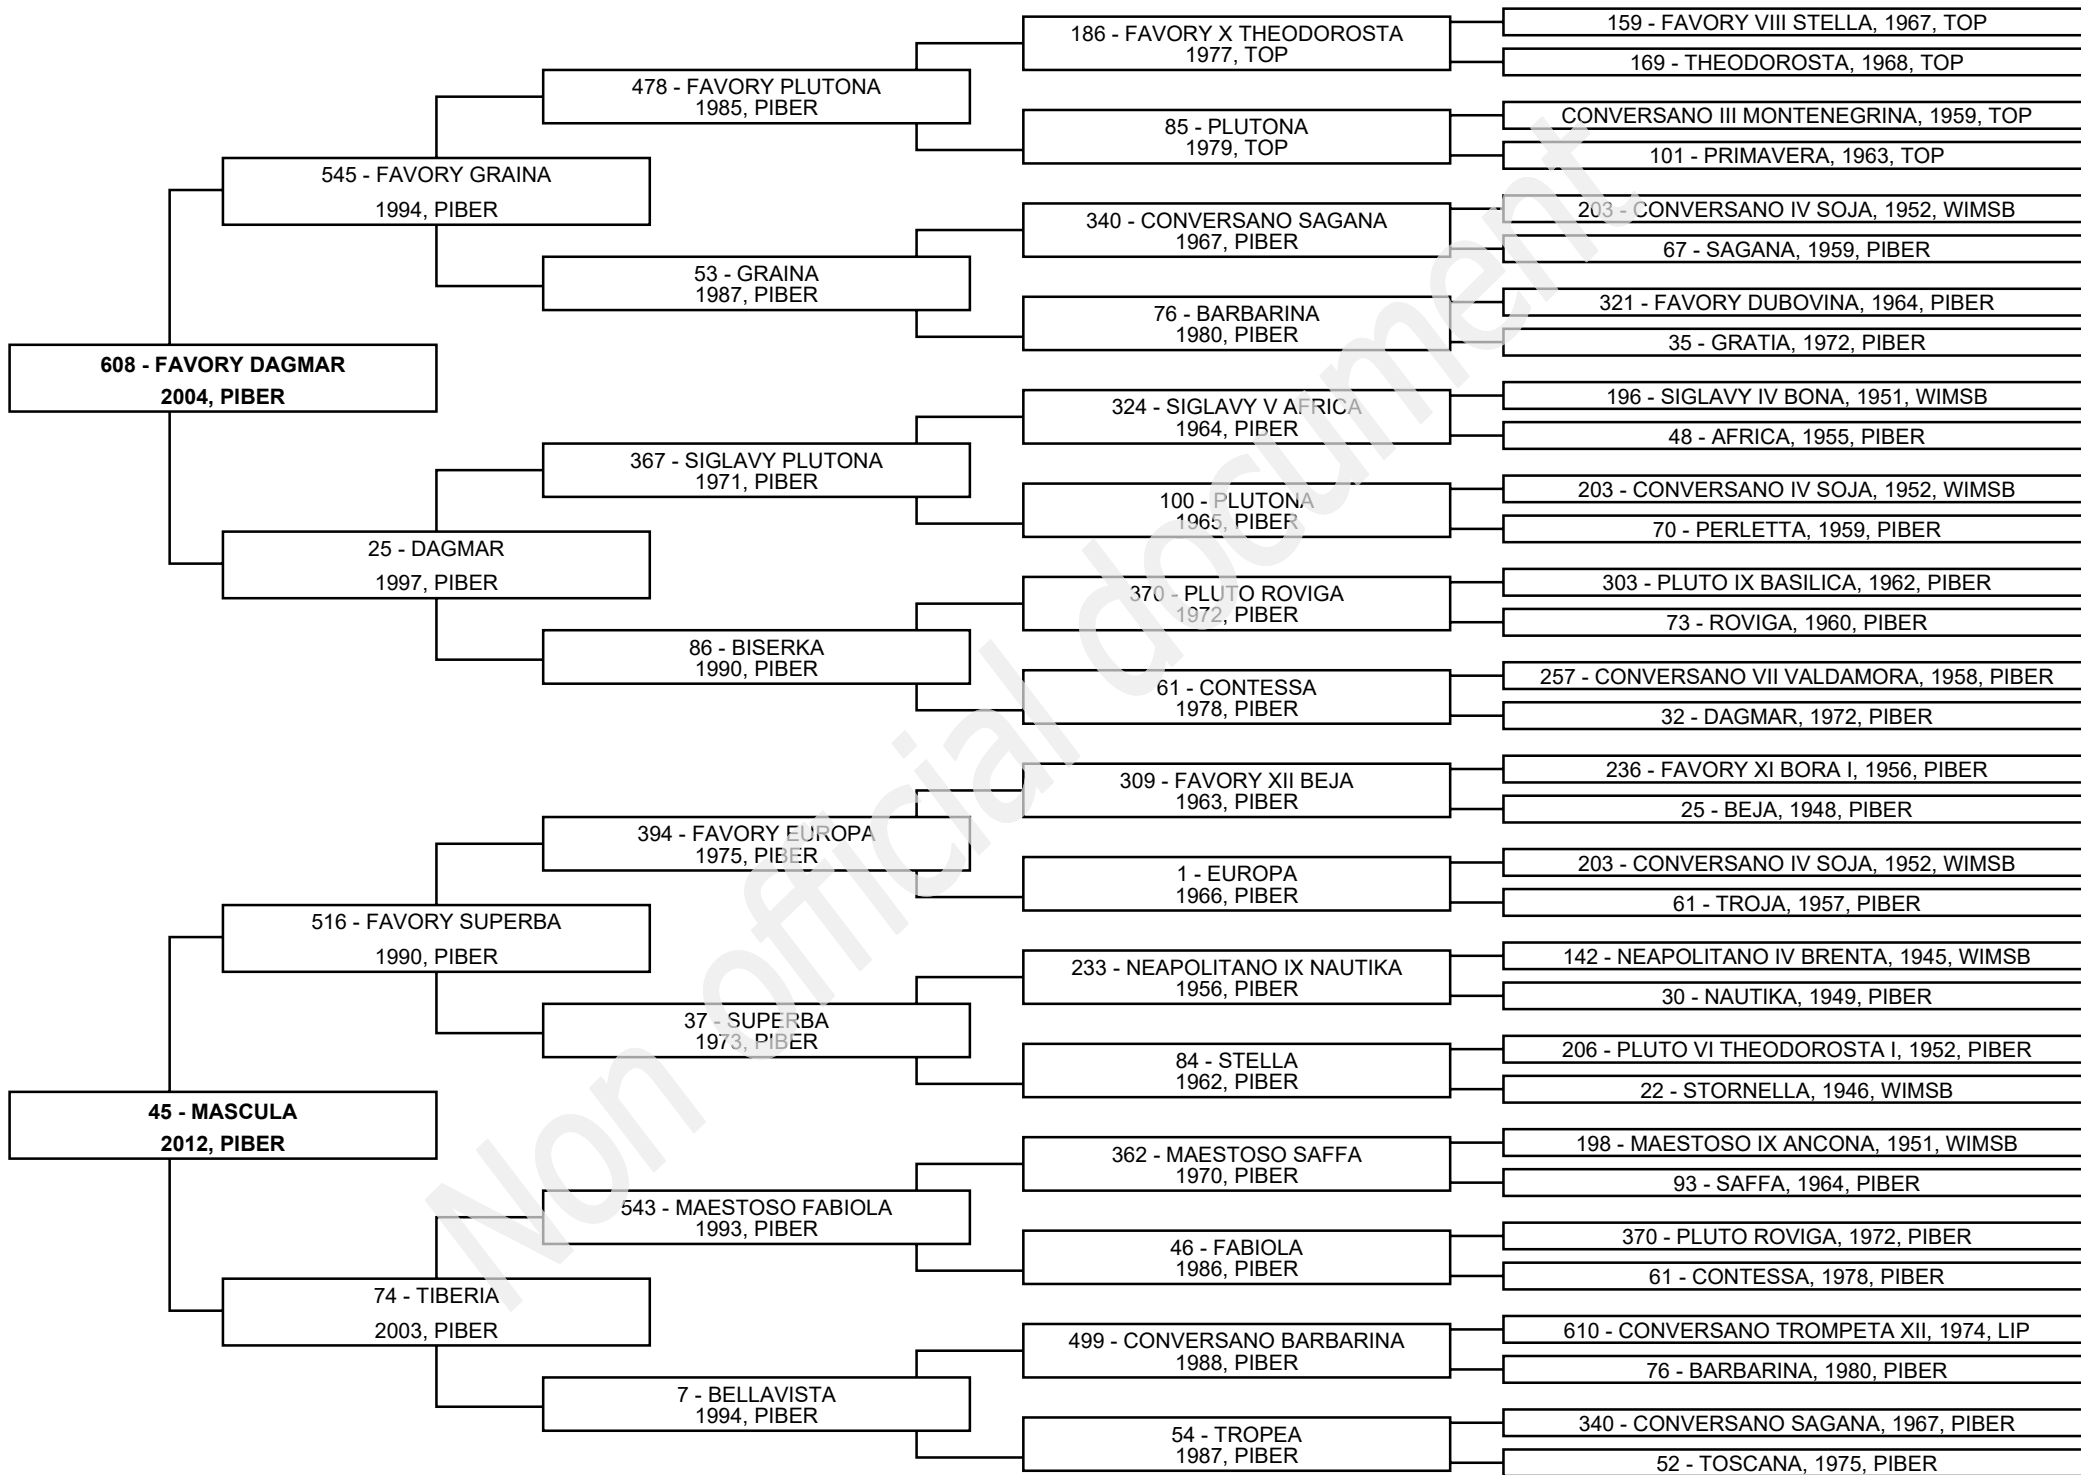 186 - FAVORY X THEODOROSTA
1977, TOP
159 - FAVORY VIII STELLA, 1967, TOP
169 - THEODOROSTA, 1968, TOP
478 - FAVORY PLUTONA
1985, PIBER
85 - PLUTONA
1979, TOP
CONVERSANO III MONTENEGRINA, 1959, TOP
101 - PRIMAVERA, 1963, TOP
545 - FAVORY GRAINA
1994, PIBER
340 - CONVERSANO SAGANA
1967, PIBER
203 - CONVERSANO IV SOJA, 1952, WIMSB
67 - SAGANA, 1959, PIBER
53 - GRAINA
1987, PIBER
76 - BARBARINA
1980, PIBER
321 - FAVORY DUBOVINA, 1964, PIBER
35 - GRATIA, 1972, PIBER
608 - FAVORY DAGMAR
2004, PIBER
324 - SIGLAVY V AFRICA
1964, PIBER
196 - SIGLAVY IV BONA, 1951, WIMSB
48 - AFRICA, 1955, PIBER
367 - SIGLAVY PLUTONA
1971, PIBER
100 - PLUTONA
1965, PIBER
203 - CONVERSANO IV SOJA, 1952, WIMSB
70 - PERLETTA, 1959, PIBER
25 - DAGMAR
1997, PIBER
370 - PLUTO ROVIGA
1972, PIBER
303 - PLUTO IX BASILICA, 1962, PIBER
73 - ROVIGA, 1960, PIBER
86 - BISERKA
1990, PIBER
61 - CONTESSA
1978, PIBER
257 - CONVERSANO VII VALDAMORA, 1958, PIBER
32 - DAGMAR, 1972, PIBER
309 - FAVORY XII BEJA
1963, PIBER
236 - FAVORY XI BORA I, 1956, PIBER
25 - BEJA, 1948, PIBER
394 - FAVORY EUROPA
1975, PIBER
1 - EUROPA
1966, PIBER
203 - CONVERSANO IV SOJA, 1952, WIMSB
61 - TROJA, 1957, PIBER
516 - FAVORY SUPERBA
1990, PIBER
233 - NEAPOLITANO IX NAUTIKA
1956, PIBER
142 - NEAPOLITANO IV BRENTA, 1945, WIMSB
30 - NAUTIKA, 1949, PIBER
37 - SUPERBA
1973, PIBER
84 - STELLA
1962, PIBER
206 - PLUTO VI THEODOROSTA I, 1952, PIBER
22 - STORNELLA, 1946, WIMSB
45 - MASCULA
2012, PIBER
362 - MAESTOSO SAFFA
1970, PIBER
198 - MAESTOSO IX ANCONA, 1951, WIMSB
93 - SAFFA, 1964, PIBER
543 - MAESTOSO FABIOLA
1993, PIBER
46 - FABIOLA
1986, PIBER
370 - PLUTO ROVIGA, 1972, PIBER
61 - CONTESSA, 1978, PIBER
74 - TIBERIA
2003, PIBER
499 - CONVERSANO BARBARINA
1988, PIBER
610 - CONVERSANO TROMPETA XII, 1974, LIP
76 - BARBARINA, 1980, PIBER
7 - BELLAVISTA
1994, PIBER
54 - TROPEA
1987, PIBER
340 - CONVERSANO SAGANA, 1967, PIBER
52 - TOSCANA, 1975, PIBER
Non official document